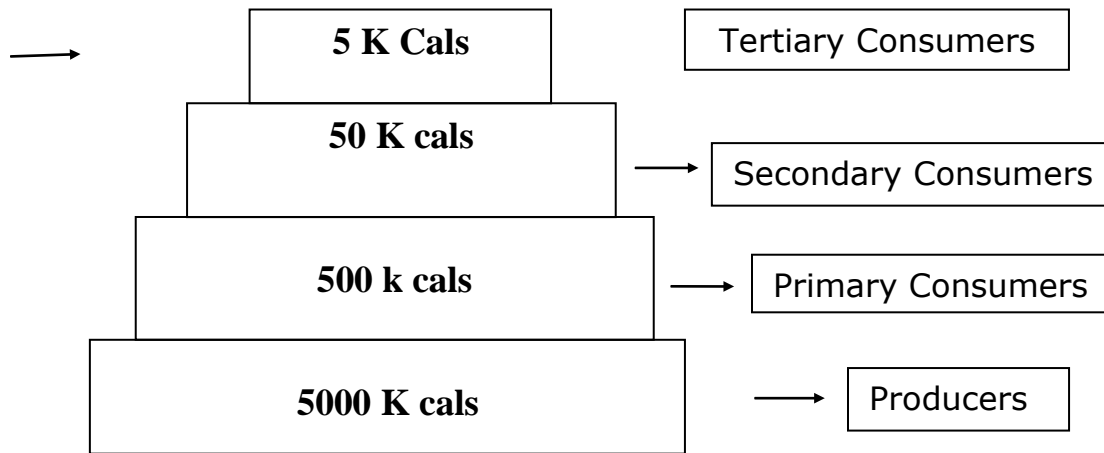 5 K Cals
Tertiary Consumers
50 K cals
Secondary Consumers
500 k cals
Primary Consumers
5000 K cals
Producers